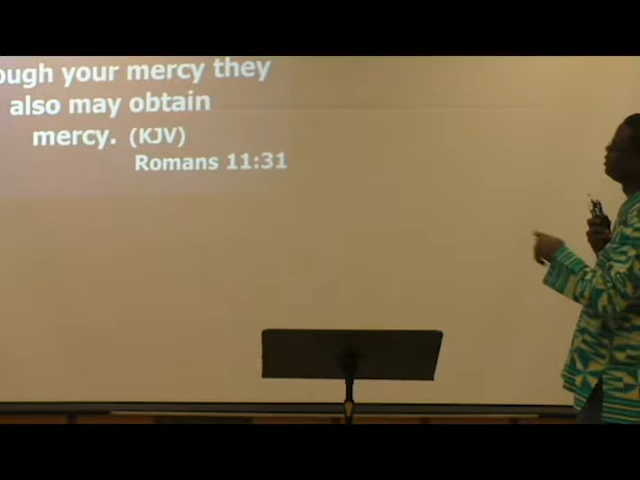 ough your mercy they
also may obtain
mercy. (KJV)
Romans 11:31